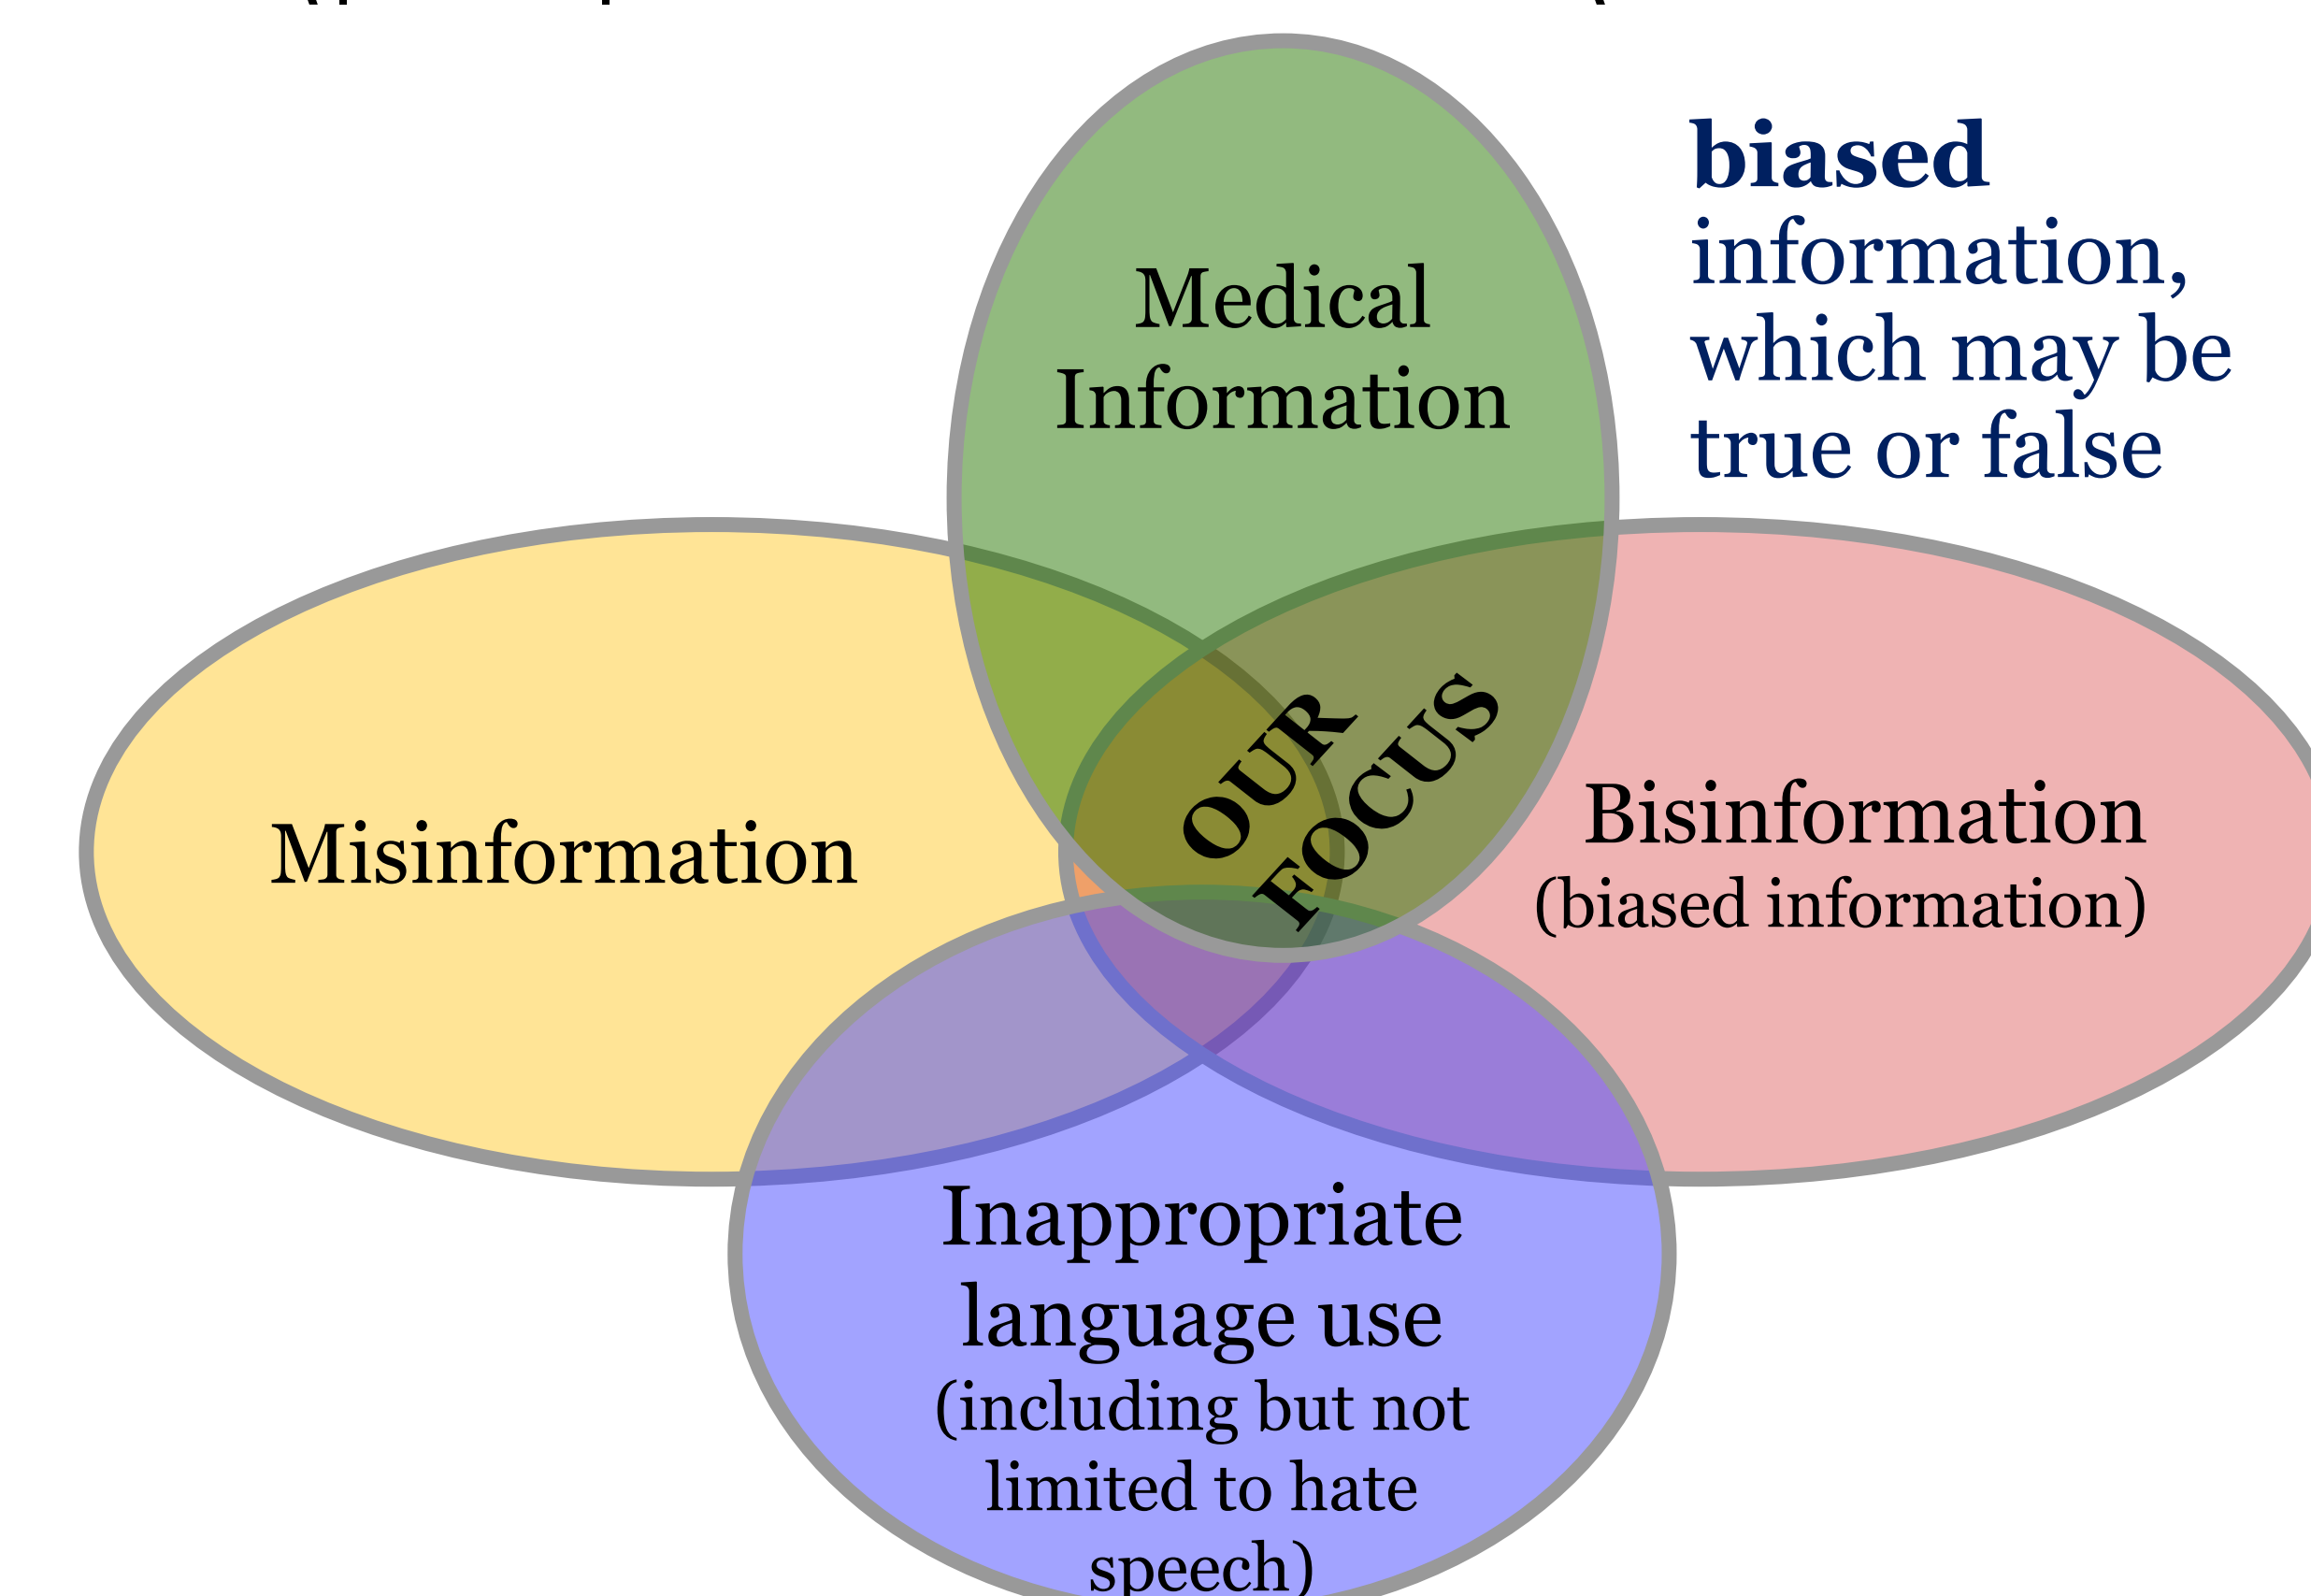 biased
information,
which may be
true or false
Medical
Information
OUR
FOCUS
Misinformation
Bisinformation
(biased information)
Inappropriate
language use
(including but not
limited to hate
speech)